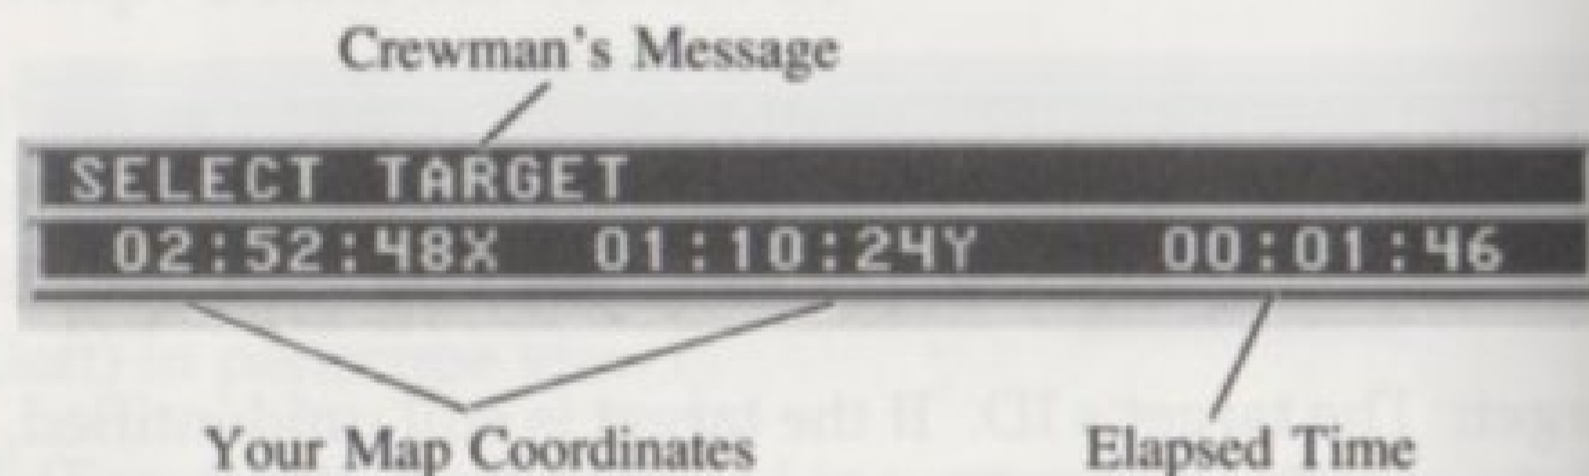 Crewman's Message
SELECT TARGET
02:52:48X 01:10:24Y 00:01:46
Your Map Coordinates
Elapsed Time